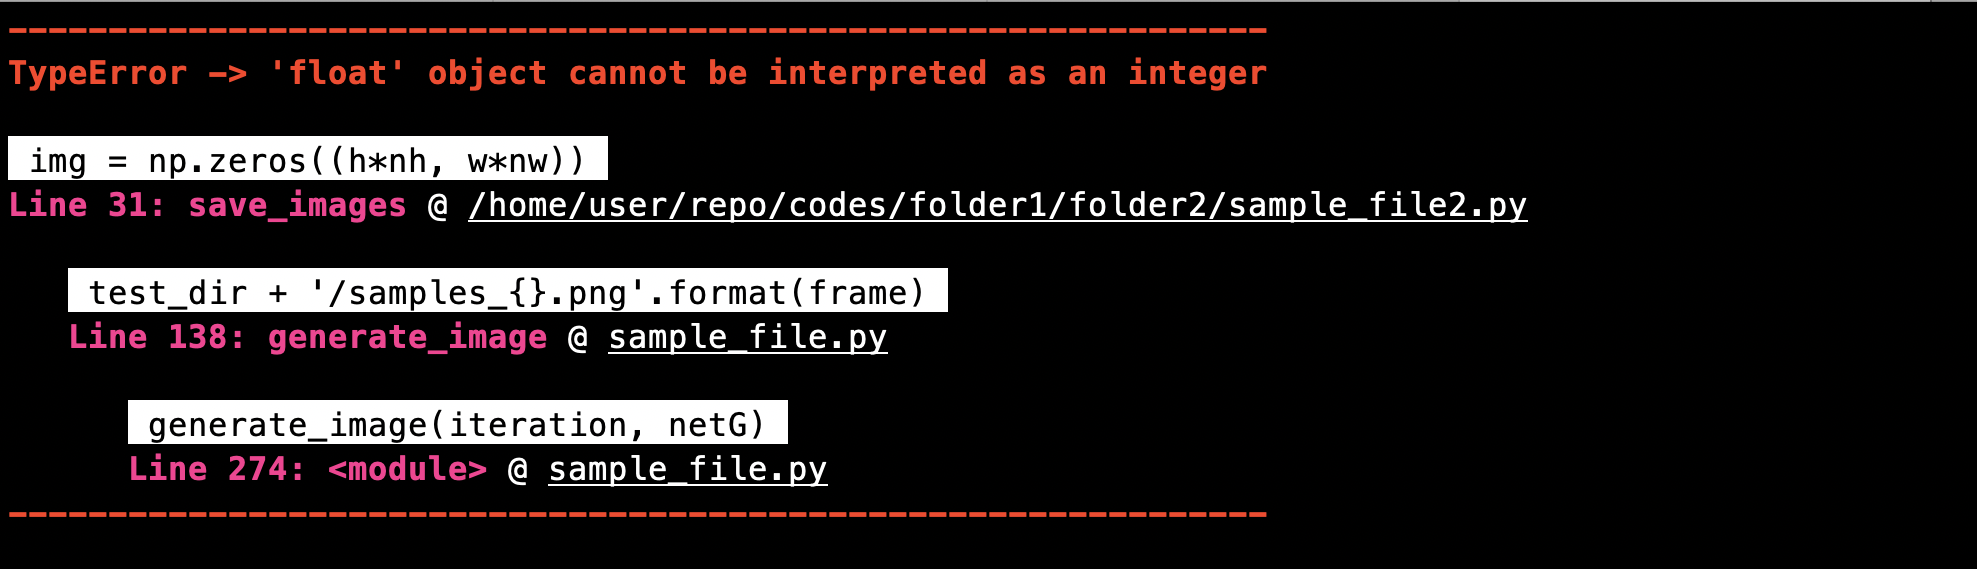 ---------------------------------------------------------------
TypeError -> 'float' object cannot be interpreted as an integer
img = np.zeros((h*nh, w*nw))
Line 31: save_images @ /home/user/repo/codes/folder1/folder2/sample_file2.py
test_dir + '/samples_{}.png'.format(frame)
Line 138: generate_image @ sample_file.py
generate_image(iteration, netG)
Line 274: <module> @ sample_file.py
---------------------------------------------------------------